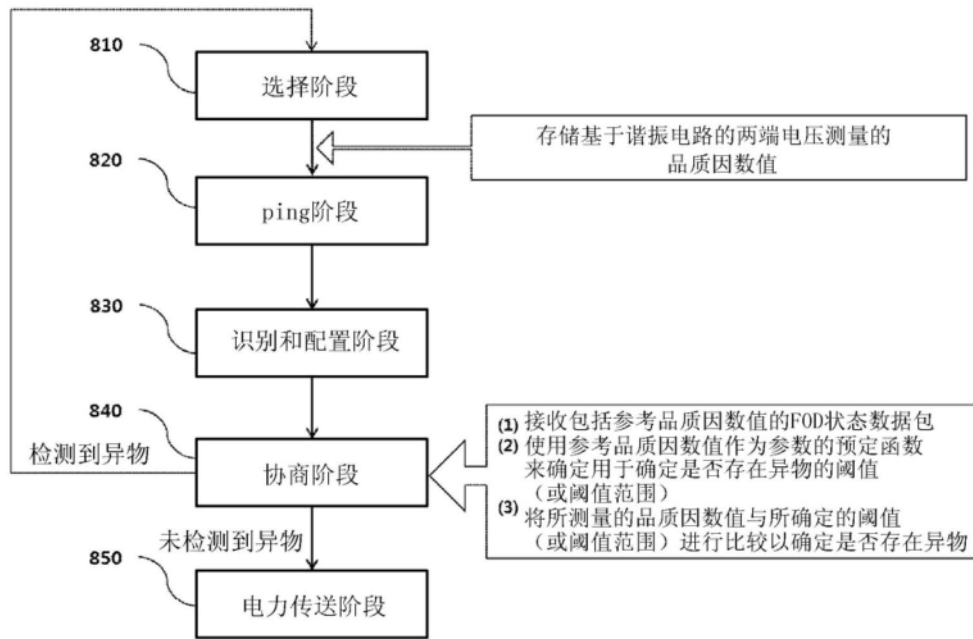 810
选择阶段
存储基于谐振电路的两端电压测量的
品质因数值
820
ping阶段
830
识别和配置阶段
840
检测到异物
协商阶段
(1) 接收包括参考品质因数值的FOD状态数据包
(2) 使用参考品质因数值作为参数的预定函数
来确定用于确定是否存在异物的阈值
(或阈值范围)
(3) 将所测量的品质因数值与所确定的阈值
(或阈值范围)进行比较以确定是否存在异物
未检测到异物
850
电力传送阶段